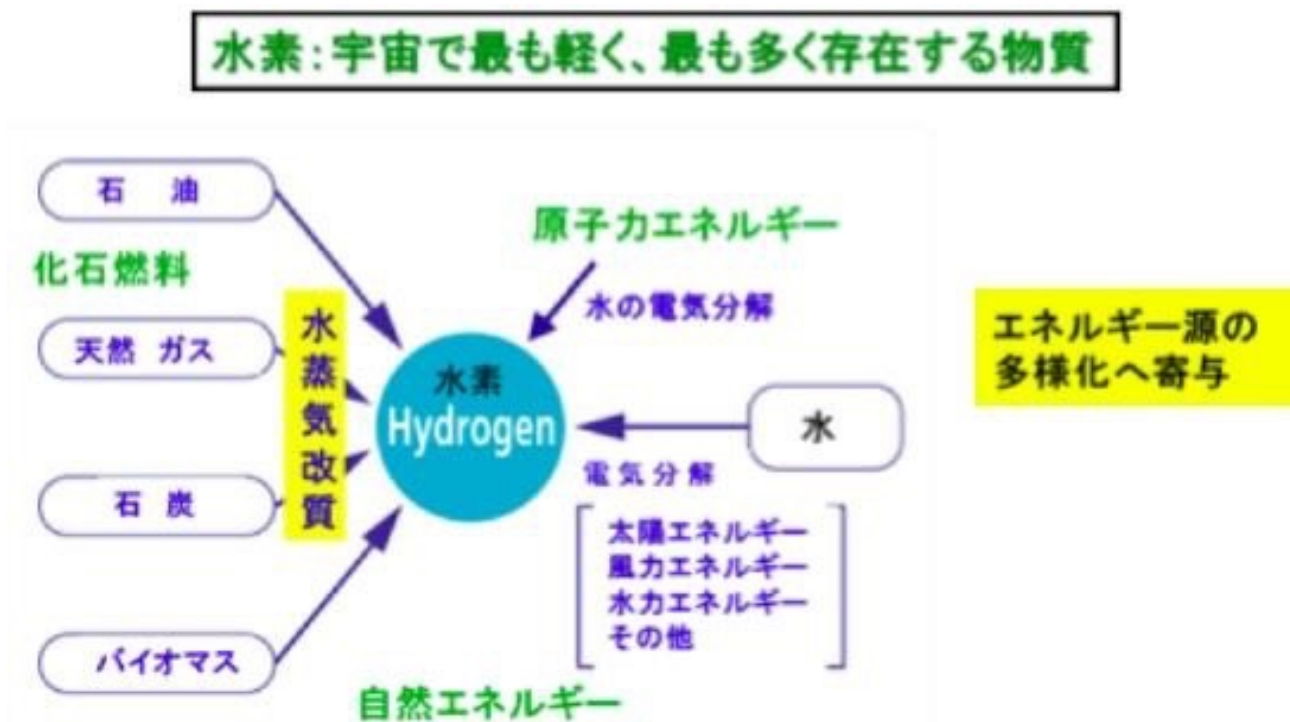 水素:宇宙で最も軽く、最も多く存在する物質
石 油
化石燃料
天然 ガス
石 炭
バイオマス
水蒸気改質
水素
Hydrogen
原子力エネルギー
水の電気分解
水
電気分解
太陽エネルギー
風力エネルギー
水力エネルギー
その他
自然エネルギー
エネルギー源の
多様化へ寄与